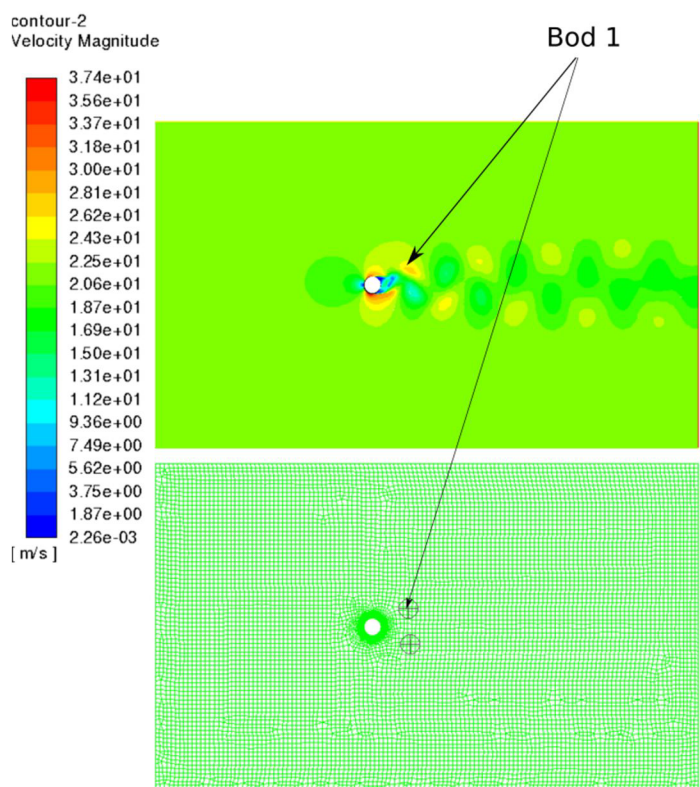 contour-2
Velocity Magnitude
Bod 1
3.74e+01
3.56e+01
3.37e+01
3.18e+01
3.00e+01
2.81e+01
2.62e+01
2.43e+01
2.25e+01
2.06e+01
1.87e+01
1.69e+01
1.50e+01
1.31e+01
1.12e+01
9.36e+00
7.49e+00
5.62e+00
3.75e+00
1.87e+00
2.26e-03
[ m/s ]